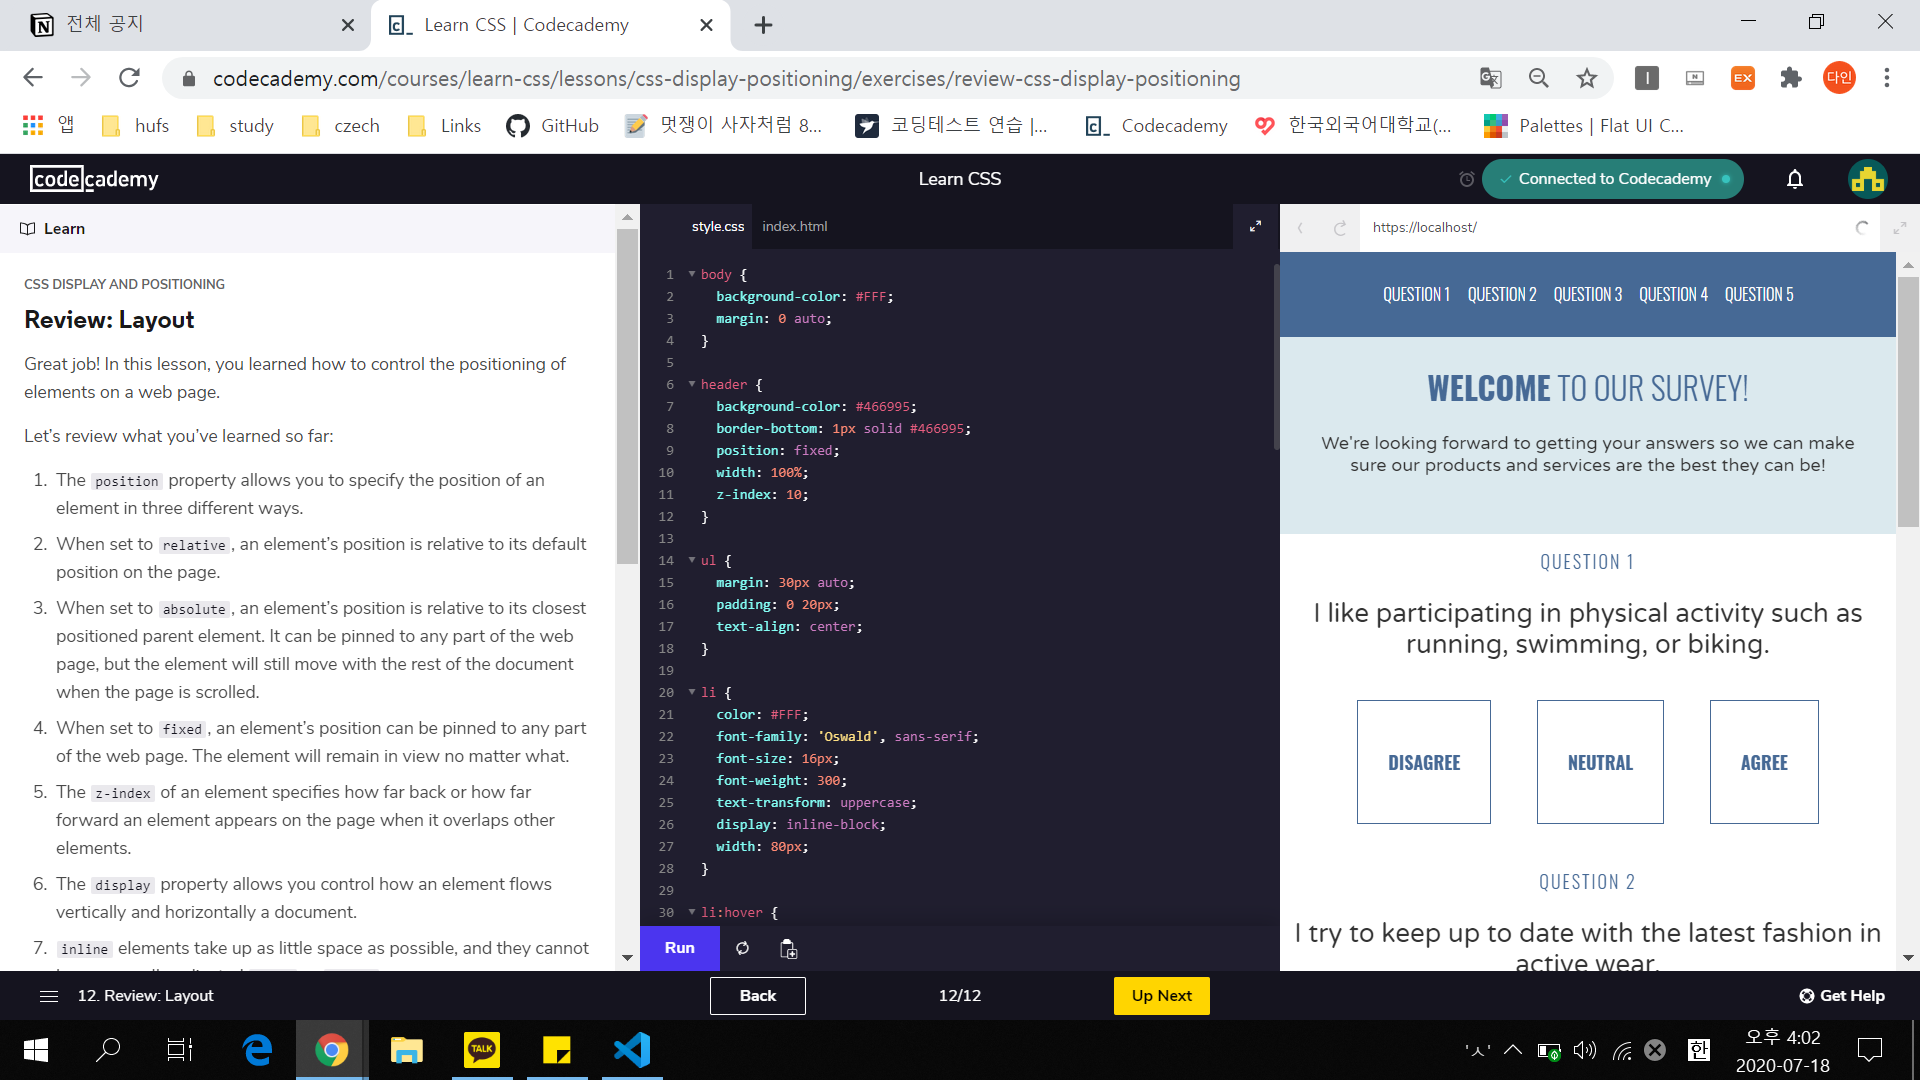 전체 공지
Learn CSS | Codecademy
codecademy.com/courses/learn-css/lessons/css-display-positioning/exercises/review-css-display-positioning
EX
다인
앱
hufs
study
czech
Links
GitHub
멋쟁이 사자처럼 8...
코딩테스트 연습 |...
Codecademy
한국외국어대학교(...
Palettes | Flat UI C...
codecademy
Learn CSS
Connected to Codecademy
Learn
CSS DISPLAY AND POSITIONING
Review: Layout
Great job! In this lesson, you learned how to control the positioning of
elements on a web page.
Let's review what you've learned so far:
1. The position property allows you to specify the position of an
element in three different ways.
2. When set to relative, an element's position is relative to its default
position on the page.
3. When set to absolute, an element's position is relative to its closest
positioned parent element. It can be pinned to any part of the web
page, but the element will still move with the rest of the document
when the page is scrolled.
4. When set to fixed, an element's position can be pinned to any part
of the web page. The element will remain in view no matter what.
5. The z-index of an element specifies how far back or how far
forward an element appears on the page when it overlaps other
elements.
6. The display property allows you control how an element flows
vertically and horizontally a document.
7. inline elements take up as little space as possible, and they cannot
style.css
index.html
1 body {
2 background-color: #FFF;
3 margin: 0 auto;
4 }
5
6 header {
7 background-color: #466995;
8 border-bottom: 1px solid #466995;
9 position: fixed;
10 width: 100%;
11 z-index: 10;
12 }
13
14 ul {
15 margin: 30px auto;
16 padding: 0 20px;
17 text-align: center;
18 }
19
20 li {
21 color: #FFF;
22 font-family: 'Oswald', sans-serif;
23 font-size: 16px;
24 font-weight: 300;
25 text-transform: uppercase;
26 display: inline-block;
27 width: 80px;
28 }
29
30 li:hover {
Run
https://localhost/
QUESTION 1 QUESTION 2 QUESTION 3 QUESTION 4 QUESTION 5
WELCOME TO OUR SURVEY!
We're looking forward to getting your answers so we can make
sure our products and services are the best they can be!
QUESTION 1
I like participating in physical activity such as
running, swimming, or biking.
DISAGREE
NEUTRAL
AGREE
QUESTION 2
I try to keep up to date with the latest fashion in
active wear.
12. Review: Layout
Back
12/12
Up Next
Get Help
TALK
'ㅅ'
한
오후 4:02
2020-07-18